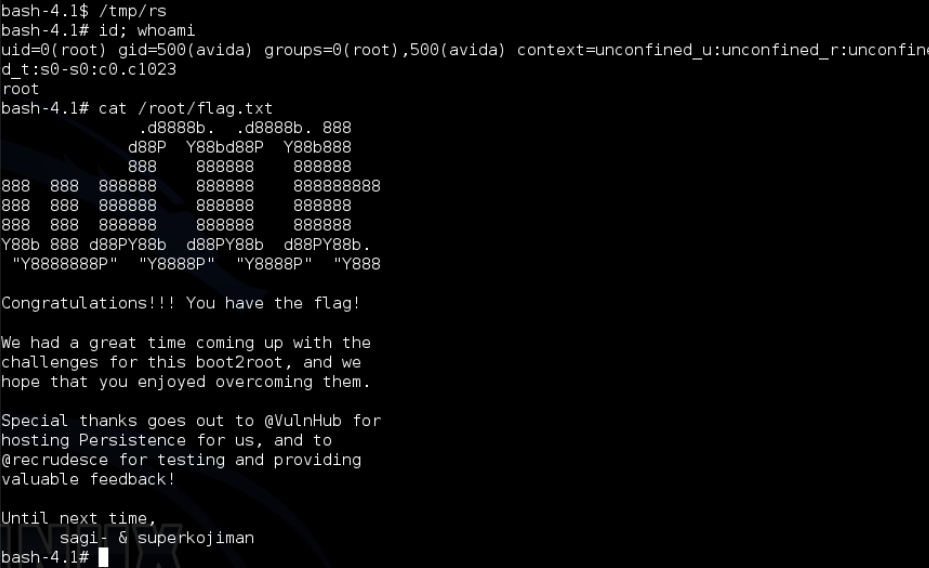 bash-4.1$ /tmp/rs
bash-4.1# id; whoami
uid=0(root) gid=500(avida) groups=0(root),500(avida) context=unconfined_u:unconfined_r:unconfine
d_t:s0-s0:c0.c1023
root
bash-4.1# cat /root/flag.txt
              .d8888b.  .d8888b. 888
             d88P  Y88bd88P  Y88b888
             888    888888    888888
888  888  888888    888888    888888888
888  888  888888    888888    888888
888  888  888888    888888    888888
Y88b 888 d88PY88b  d88PY88b  d88PY88b.
 "Y8888888P"  "Y8888P"  "Y8888P"  "Y888
Congratulations!!! You have the flag!
We had a great time coming up with the
challenges for this boot2root, and we
hope that you enjoyed overcoming them.
Special thanks goes out to @VulnHub for
hosting Persistence for us, and to
@recrudesce for testing and providing
valuable feedback!
Until next time,
      sagi- & superkojiman
bash-4.1#